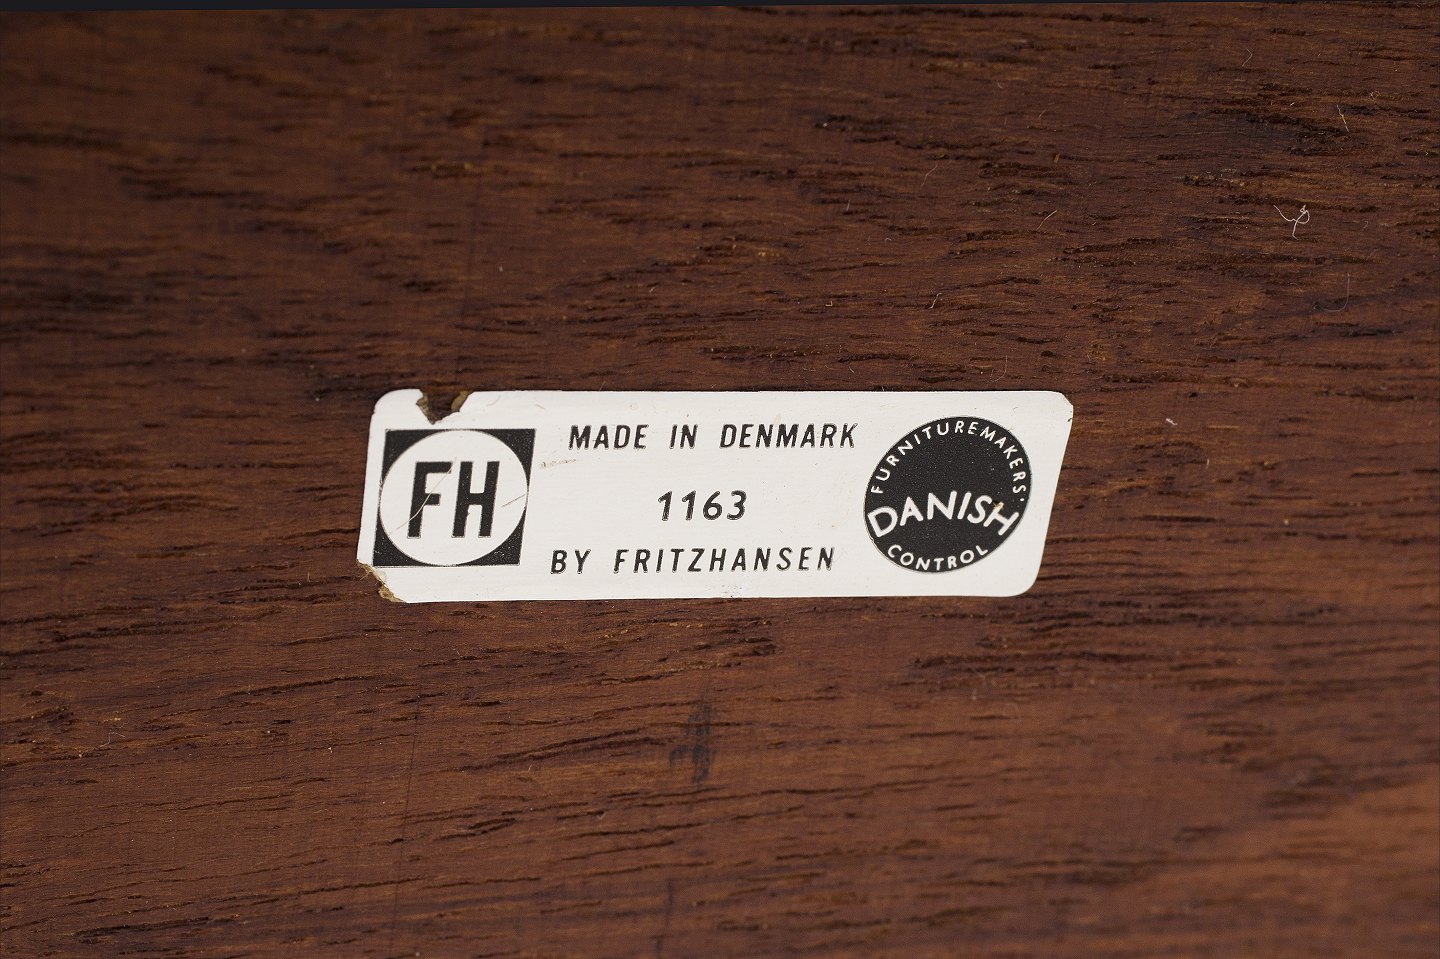 FH
MADE IN DENMARK
1163
BY FRITZHANSEN
FURNITUREMAKERS'
DANISH
CONTROL